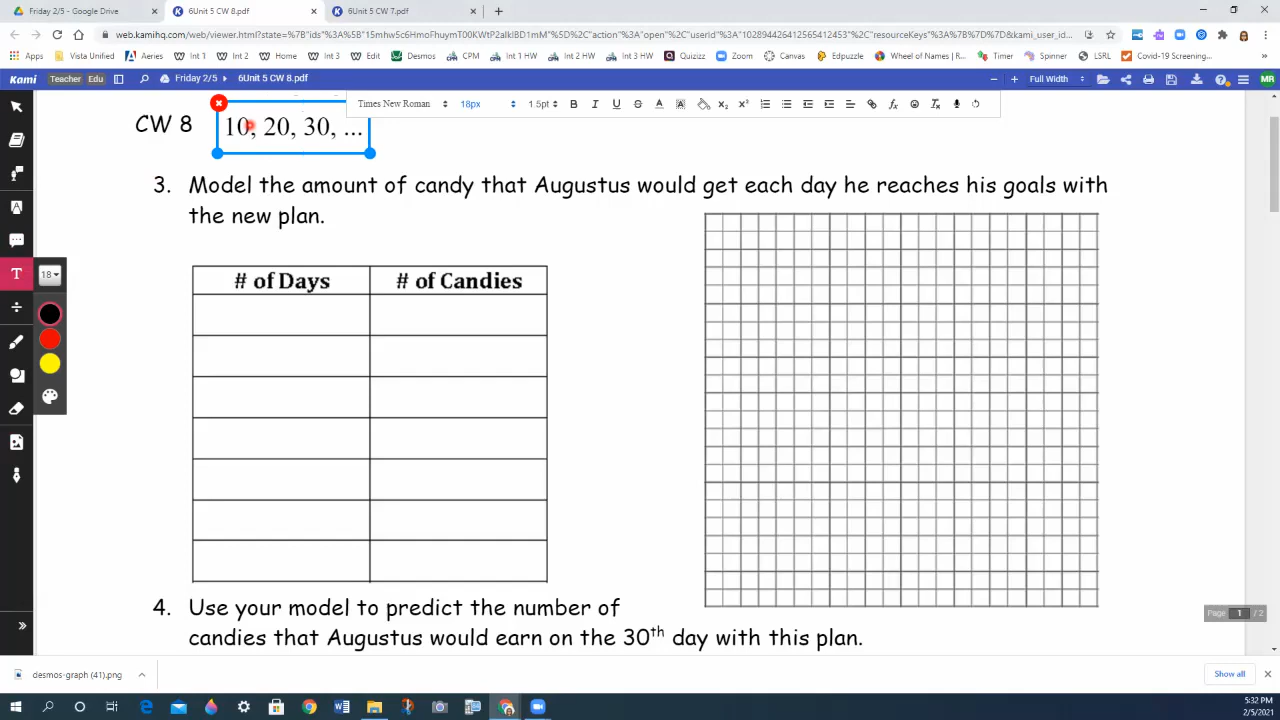 Friday 2/5 - Google Drive
6Unit 5 CW 8.pdf
6Unit 5 CW 7.pdf
Apps
Vista Unified
Aeries
Int 1
Int 2
Home
Int 3
Edit
Desmos
CPM
Int 1 HW
Int 2 HW
Int 3 HW
Quizizz
Zoom
Canvas
Edpuzzle
Wheel of Names | R...
Timer
Spinner
LSRL
Covid-19 Screening...
Kami
Teacher
Edu
Friday 2/5
6Unit 5 CW 8.pdf
Full Width
MR
Times New Roman
18px
1.5pt
CW 8
10, 20, 30, ...
18
3. Model the amount of candy that Augustus would get each day he reaches his goals with
the new plan.
# of Days
# of Candies
4. Use your model to predict the number of
candies that Augustus would earn on the 30th day with this plan.
Page 1 / 2
desmos-graph (41).png
Show all
5:32 PM
2/5/2021